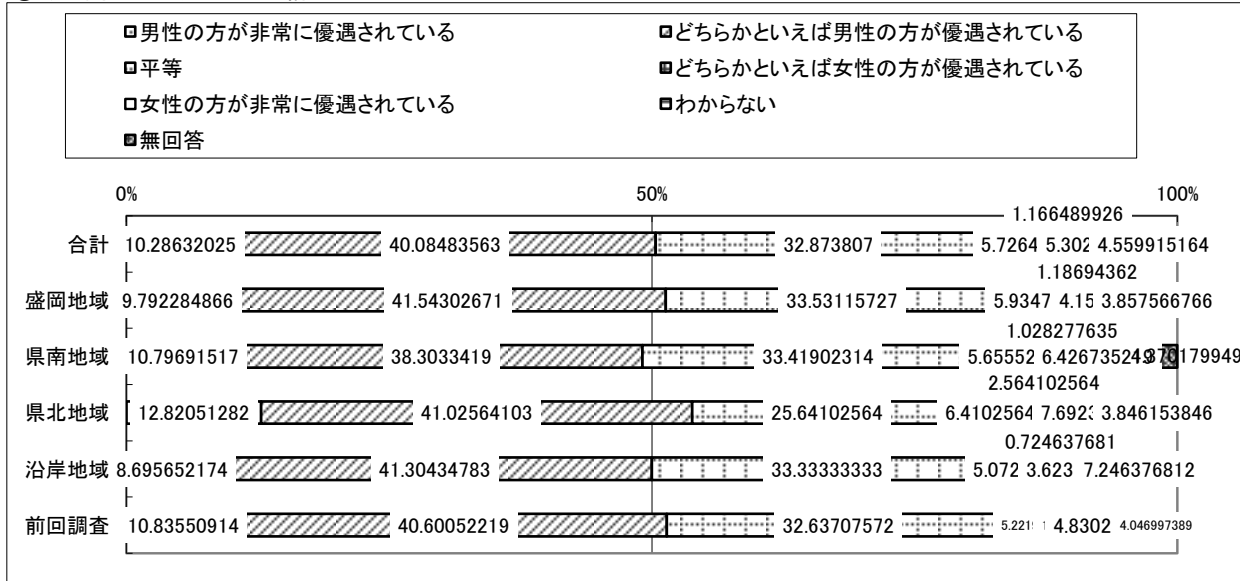 男性の方が非常に優遇されている どちらかといえば男性の方が優遇されている
平等 どちらかといえば女性の方が優遇されている
女性の方が非常に優遇されている わからない
無回答
0% 50% 100%
1.166489926
合計 10.28632025 40.08483563 32.873807 5.7264 5.302 4.559915164
1.18694362
盛岡地域 9.792284866 41.54302671 33.53115727 5.9347 4.15 3.857566766
1.028277635
県南地域 10.79691517 38.3033419 33.41902314 5.65552
2.564102564
県北地域 12.82051282 41.02564103 25.64102564 6.4102564 7.6923 3.846153846
0.724637681
沿岸地域 8.695652174 41.30434783 33.33333333 5.072 3.623 7.246376812
前回調査 10.83550914 40.60052219 32.63707572 4.8302 4.046997389